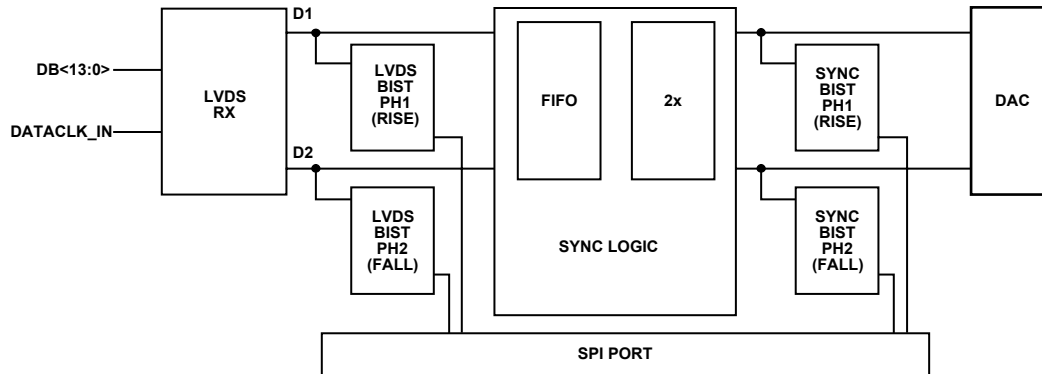 D1
DB<13:0>
DATACLK_IN
LVDS
RX
D2
LVDS
BIST
PH1
(RISE)
LVDS
BIST
PH2
(FALL)
FIFO
2x
SYNC LOGIC
SYNC
BIST
PH1
(RISE)
SYNC
BIST
PH2
(FALL)
DAC
SPI PORT